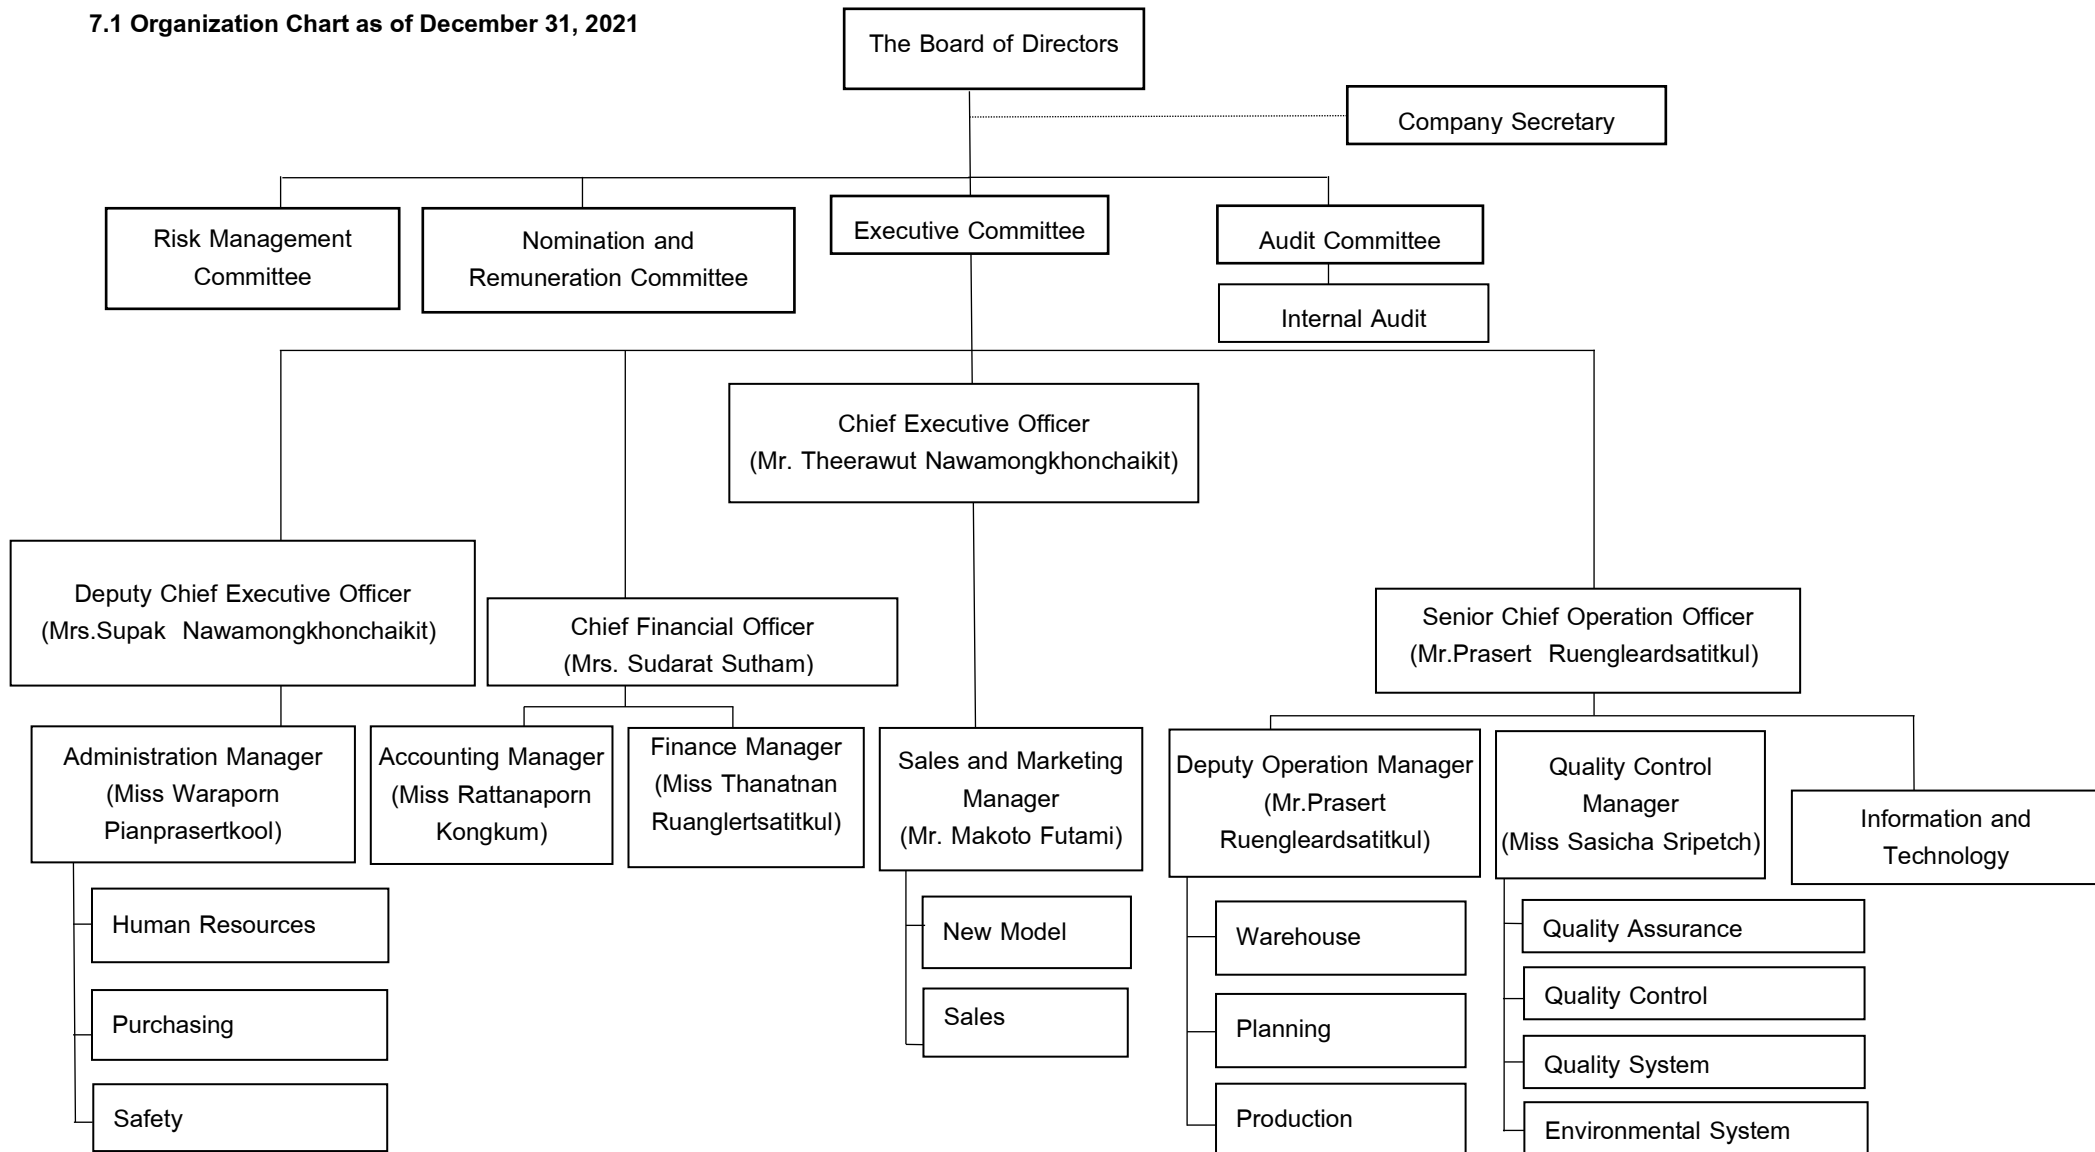 7.1 Organization Chart as of December 31, 2021
The Board of Directors
Company Secretary
Risk Management
Committee
Nomination and
Remuneration Committee
Executive Committee
Audit Committee
Internal Audit
Chief Executive Officer
(Mr. Theerawut Nawamongkhonchaikit)
Deputy Chief Executive Officer
(Mrs.Supak Nawamongkhonchaikit)
Chief Financial Officer
(Mrs. Sudarat Sutham)
Senior Chief Operation Officer
(Mr.Prasert Ruengleardsatitkul)
Administration Manager
(Miss Waraporn
Pianprasertkool)
Accounting Manager
(Miss Rattanaporn
Kongkum)
Finance Manager
(Miss Thanatnan
Ruanglertsatitkul)
Sales and Marketing
Manager
(Mr. Makoto Futami)
Deputy Operation Manager
(Mr.Prasert
Ruengleardsatitkul)
Quality Control
Manager
(Miss Sasicha Sripetch)
Information and
Technology
Human Resources
Purchasing
Safety
New Model
Sales
Warehouse
Planning
Production
Quality Assurance
Quality Control
Quality System
Environmental System